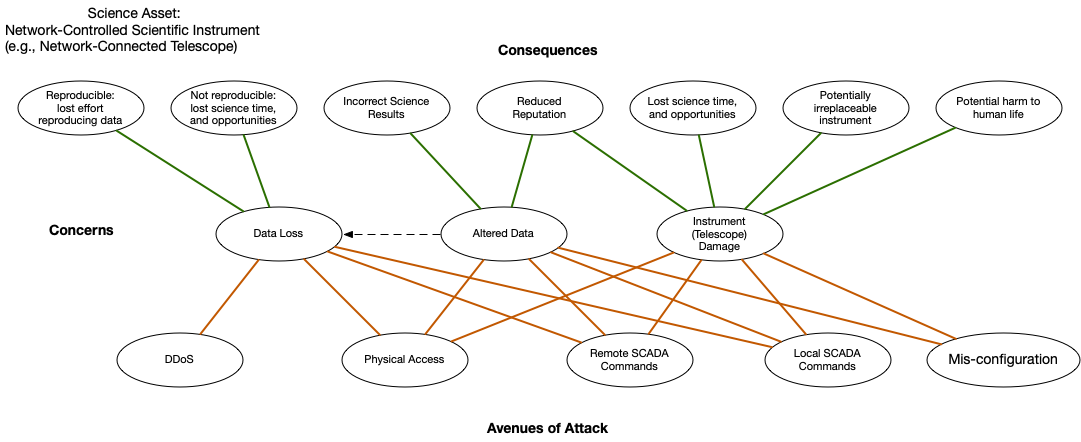 Science Asset:
Network-Controlled Scientific Instrument
(e.g., Network-Connected Telescope)
Consequences
Reproducible:
lost effort
reproducing data
Not reproducible:
lost science time,
and opportunities
Incorrect Science
Results
Reduced
Reputation
Lost science time,
and opportunities
Potentially
irreplaceable
instrument
Potential harm to
human life
Concerns
Data Loss
Altered Data
Instrument
(Telescope)
Damage
DDoS
Physical Access
Remote SCADA
Commands
Local SCADA
Commands
Mis-configuration
Avenues of Attack